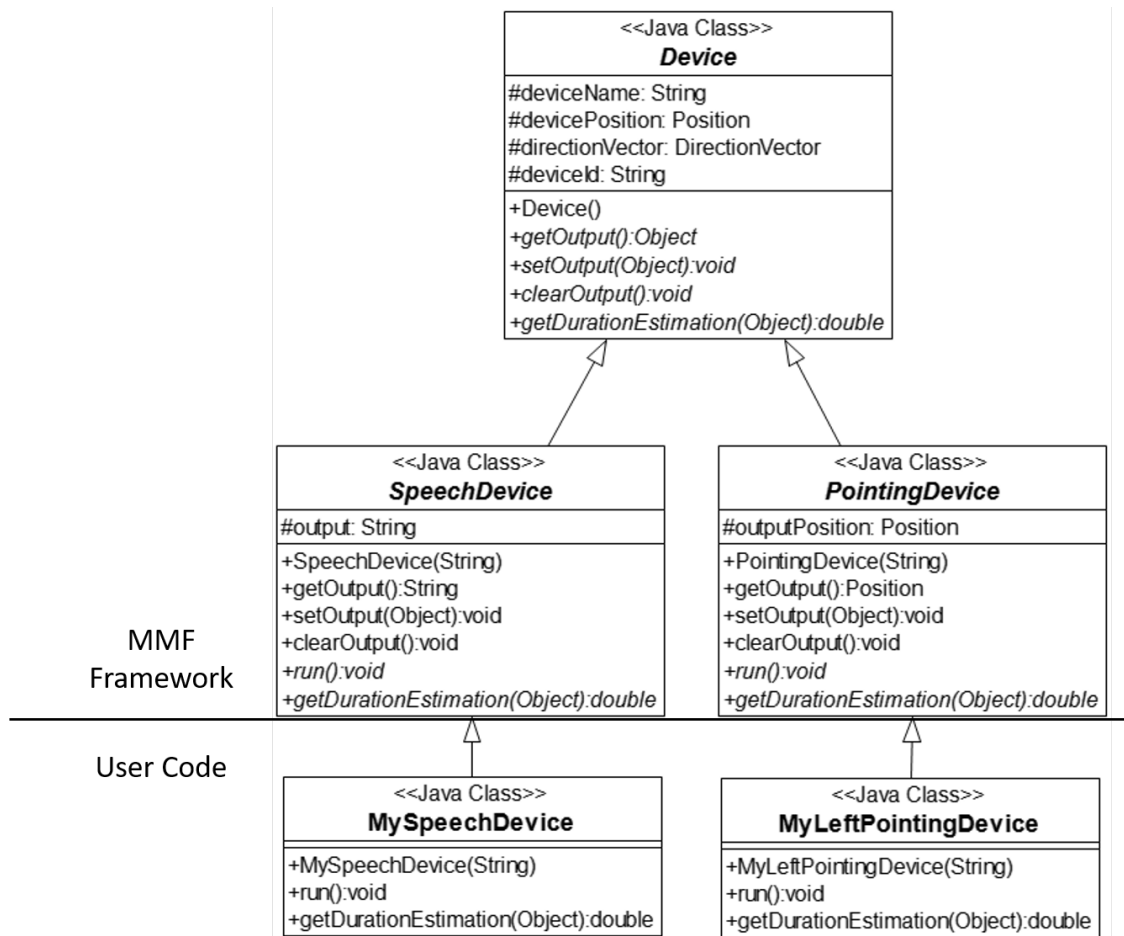 <<Java Class>>
Device
#deviceName: String
#devicePosition: Position
#directionVector: DirectionVector
#deviceId: String
+Device()
+getOutput():Object
+setOutput(Object):void
+clearOutput():void
+getDurationEstimation(Object):double
<<Java Class>>
SpeechDevice
#output: String
+SpeechDevice(String)
+getOutput():String
+setOutput(Object):void
+clearOutput():void
+run():void
+getDurationEstimation(Object):double
<<Java Class>>
PointingDevice
#outputPosition: Position
+PointingDevice(String)
+getOutput():Position
+setOutput(Object):void
+clearOutput():void
+run():void
+getDurationEstimation(Object):double
MMF
Framework
User Code
<<Java Class>>
MySpeechDevice
+MySpeechDevice(String)
+run():void
+getDurationEstimation(Object):double
<<Java Class>>
MyLeftPointingDevice
+MyLeftPointingDevice(String)
+run():void
+getDurationEstimation(Object):double